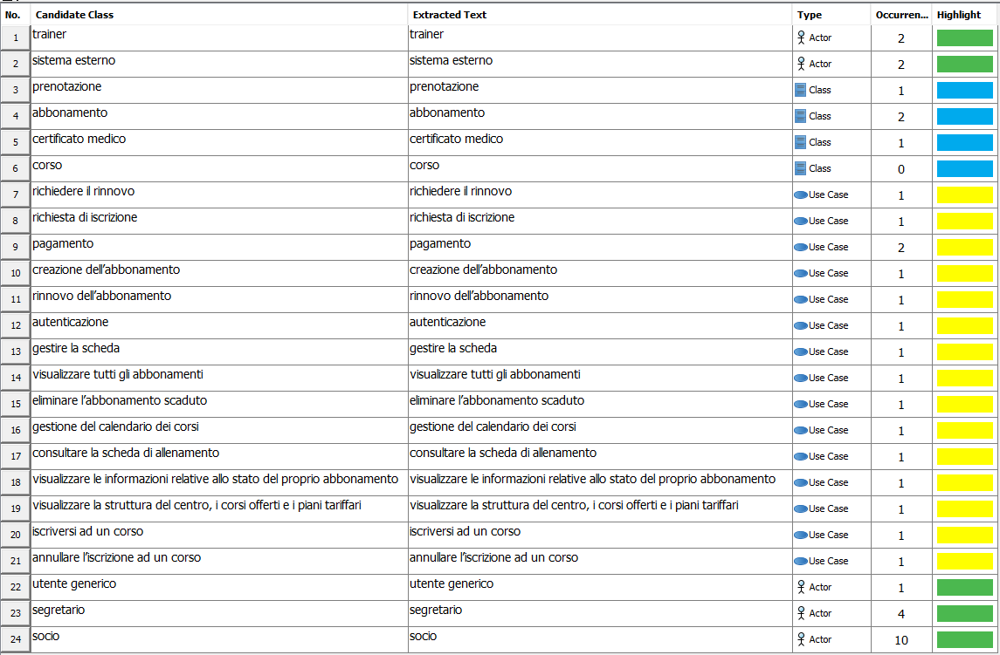 No. Candidate Class Extracted Text Type Occurren... Highlight
1 trainer trainer Actor 2
2 sistema esterno sistema esterno Actor 2
3 prenotazione prenotazione Class 1
4 abbonamento abbonamento Class 2
5 certificato medico certificato medico Class 1
6 corso corso Class 0
7 richiedere il rinnovo richiedere il rinnovo Use Case 1
8 richiesta di iscrizione richiesta di iscrizione Use Case 1
9 pagamento pagamento Use Case 2
10 creazione dell’abbonamento creazione dell’abbonamento Use Case 1
11 rinnovo dell’abbonamento rinnovo dell’abbonamento Use Case 1
12 autenticazione autenticazione Use Case 1
13 gestire la scheda gestire la scheda Use Case 1
14 visualizzare tutti gli abbonamenti visualizzare tutti gli abbonamenti Use Case 1
15 eliminare l’abbonamento scaduto eliminare l’abbonamento scaduto Use Case 1
16 gestione del calendario dei corsi gestione del calendario dei corsi Use Case 1
17 consultare la scheda di allenamento consultare la scheda di allenamento Use Case 1
18 visualizzare le informazioni relative allo stato del proprio abbonamento visualizzare le informazioni relative allo stato del proprio abbonamento Use Case 1
19 visualizzare la struttura del centro, i corsi offerti e i piani tariffari visualizzare la struttura del centro, i corsi offerti e i piani tariffari Use Case 1
20 iscriversi ad un corso iscriversi ad un corso Use Case 1
21 annullare l’iscrizione ad un corso annullare l’iscrizione ad un corso Use Case 1
22 utente generico utente generico Actor 1
23 segretario segretario Actor 4
24 socio socio Actor 10